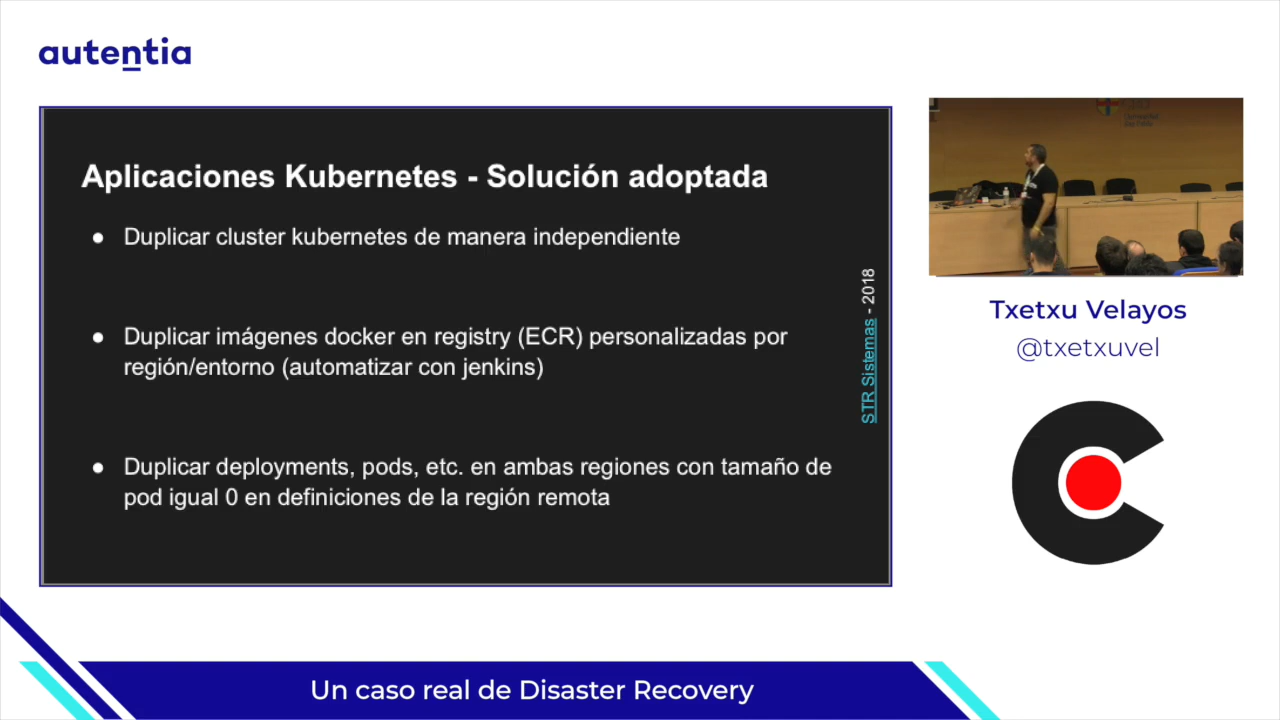 autentia
Aplicaciones Kubernetes - Solución adoptada
● Duplicar cluster kubernetes de manera independiente
● Duplicar imágenes docker en registry (ECR) personalizadas por
región/entorno (automatizar con jenkins)
● Duplicar deployments, pods, etc. en ambas regiones con tamaño de
pod igual 0 en definiciones de la región remota
STR Sistemas - 2018
Txetxu Velayos
@txetxuvel
Un caso real de Disaster Recovery